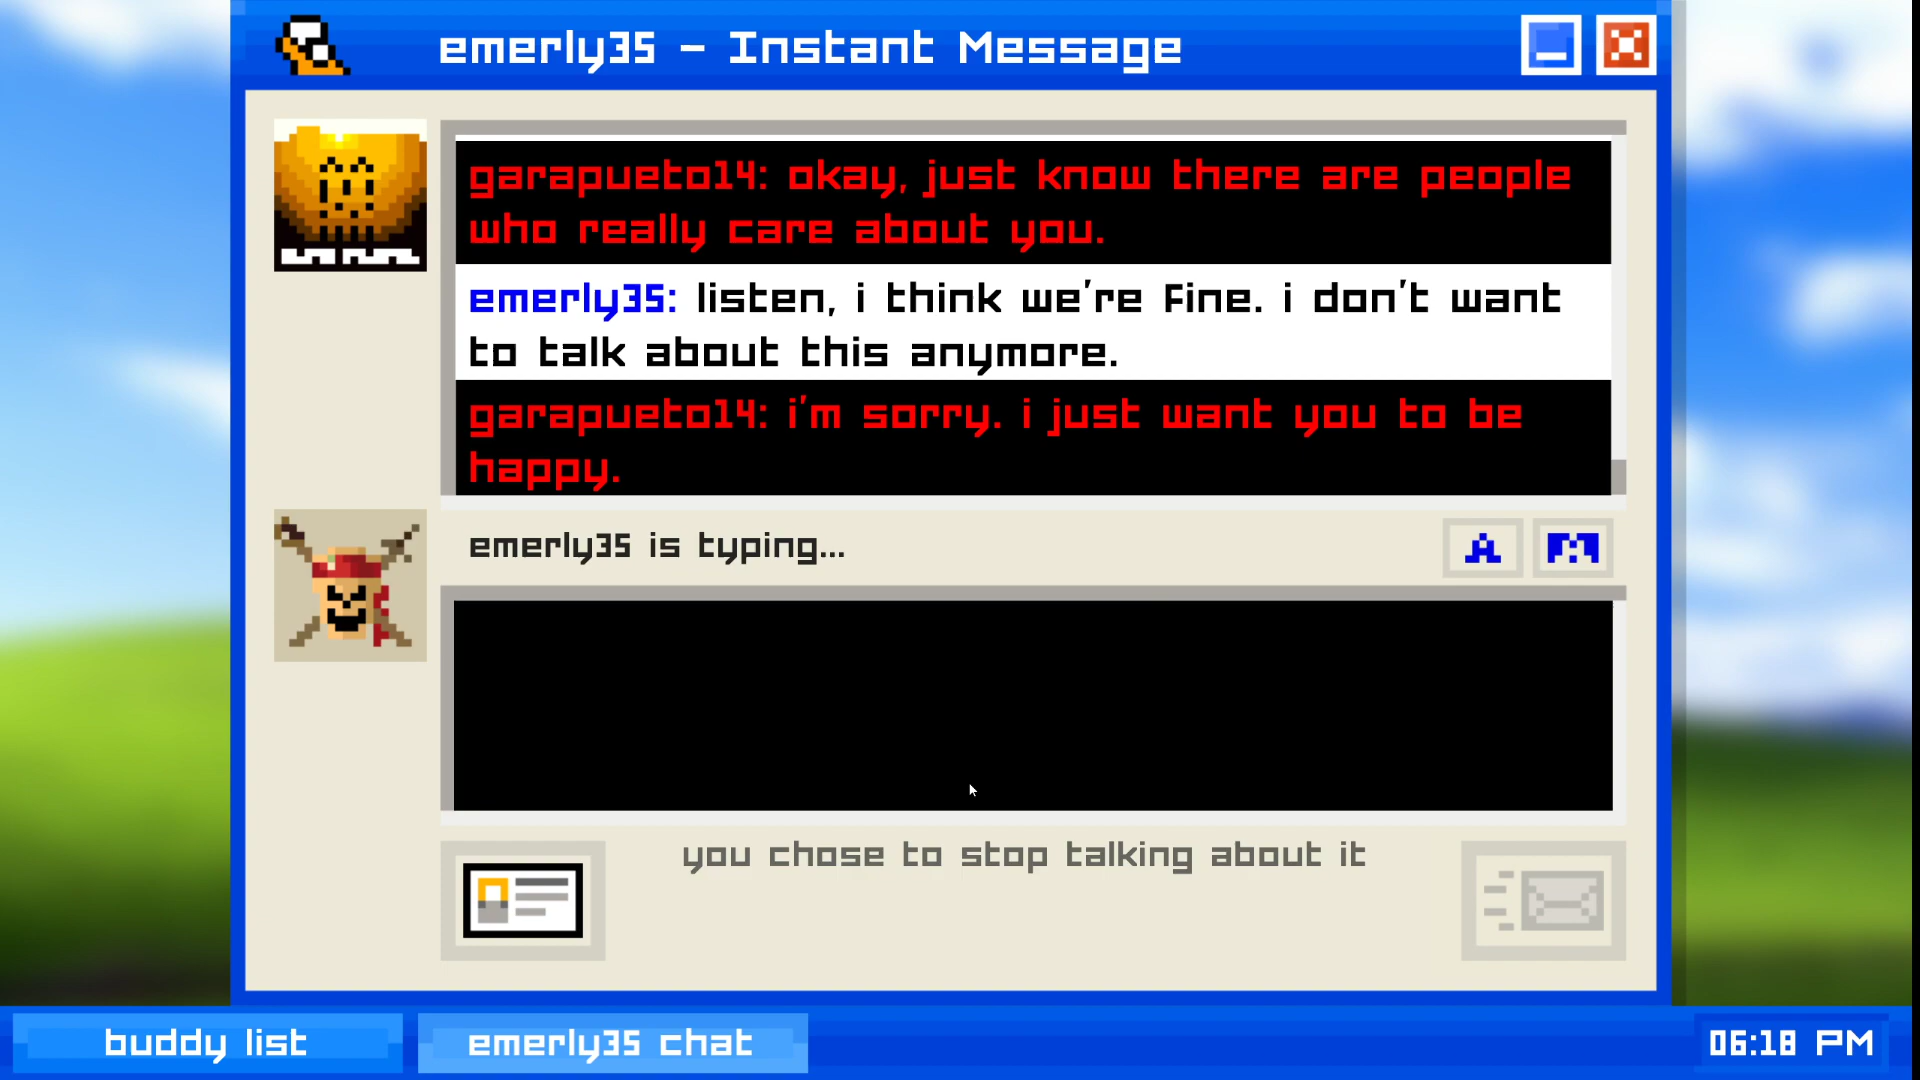 emerly35 - Instant Message
garapueto14: okay, just know there are people
who really care about you.
emerly35: listen, i think we're fine. i don't want
to talk about this anymore.
garapueto14: i'm sorry. i just want you to be
happy.
emerly35 is typing...
A
you chose to stop talking about it
buddy list
emerly35 chat
06:18 PM